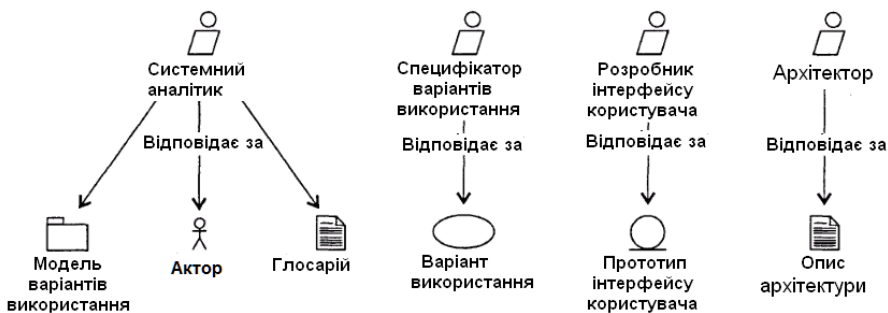 Системний
аналітик
Специфікатор
варіантів
використання
Розробник
інтерфейсу
користувача
Архітектор
Відповідає за
Відповідає за
Відповідає за
Відповідає за
Модель
варіантів
використання
Актор
Глосарій
Варіант
використання
Прототип
інтерфейсу
користувача
Опис
архітектури